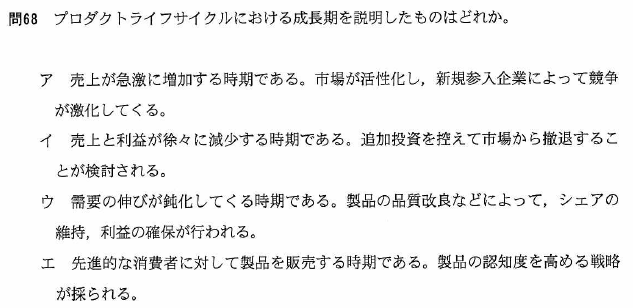 問68 プロダクトライフサイクルにおける成長期を説明したものはどれか。
ア 売上が急激に増加する時期である。市場が活性化し，新規参入企業によって競争
が激化してくる。
イ 売上と利益が徐々に減少する時期である。追加投資を控えて市場から撤退するこ
とが検討される。
ウ 需要の伸びが鈍化してくる時期である。製品の品質改良などによって，シェアの
維持，利益の確保が行われる。
エ 先進的な消費者に対して製品を販売する時期である。製品の認知度を高める戦略
が採られる。